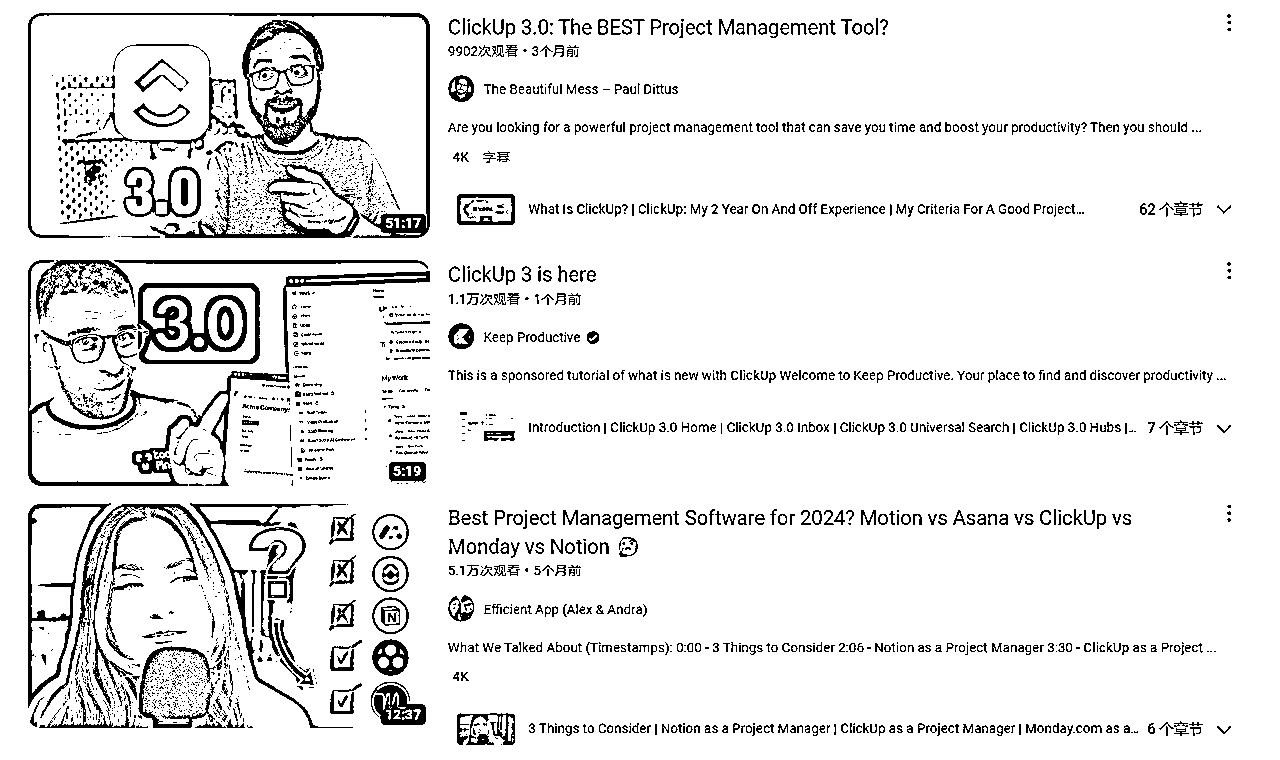 3.0
51:17
ClickUp 3.0: The BEST Project Management Tool?
9902次观看 • 3个月前
The Beautiful Mess – Paul Dittus
Are you looking for a powerful project management tool that can save you time and boost your productivity? Then you should ...
4K 字幕
What Is ClickUp? | ClickUp: My 2 Year On And Off Experience | My Criteria For A Good Project...
62 个章节
3.0
My Work
Acme Company
5:19
ClickUp 3 is here
1.1万次观看 • 1个月前
Keep Productive
This is a sponsored tutorial of what is new with ClickUp Welcome to Keep Productive. Your place to find and discover productivity ...
Introduction | ClickUp 3.0 Home | ClickUp 3.0 Inbox | ClickUp 3.0 Universal Search | ClickUp 3.0 Hubs |...
7 个章节
?
N
12:37
Best Project Management Software for 2024? Motion vs Asana vs ClickUp vs
Monday vs Notion
5.1万次观看 • 5个月前
Efficient App (Alex & Andra)
What We Talked About (Timestamps): 0:00 - 3 Things to Consider 2:06 - Notion as a Project Manager 3:30 - ClickUp as a Project ...
4K
3 Things to Consider | Notion as a Project Manager | ClickUp as a Project Manager | Monday.com as a...
6 个章节